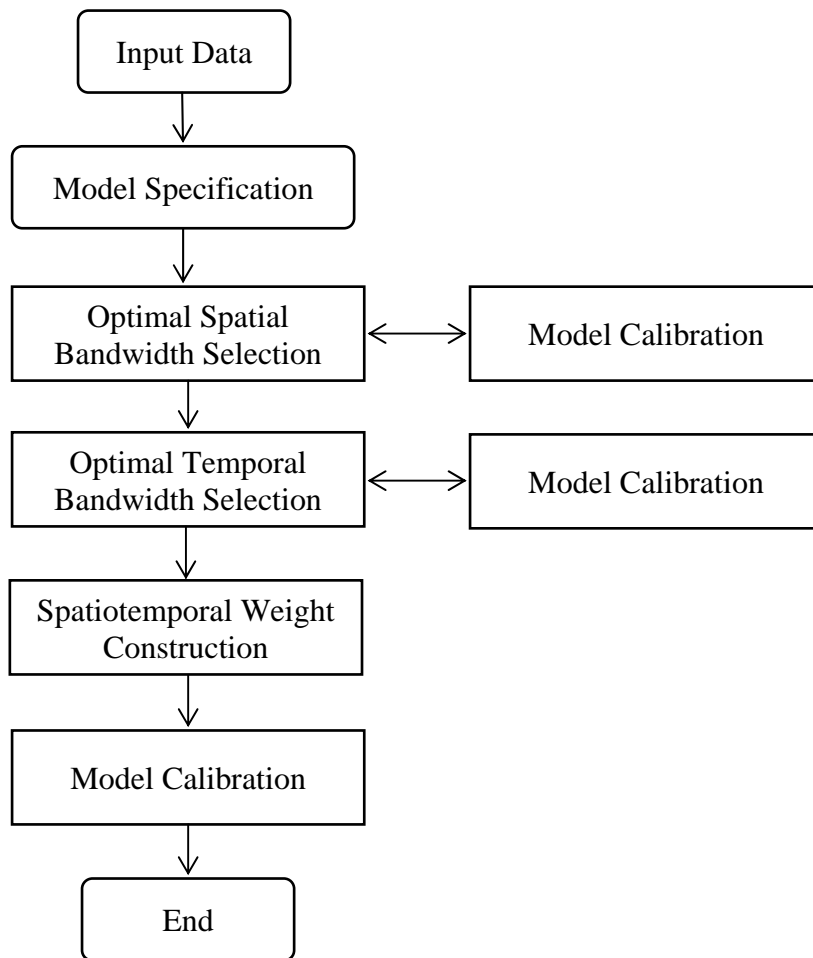 Input Data
Model Specification
Optimal Spatial
Bandwidth Selection
Model Calibration
Optimal Temporal
Bandwidth Selection
Model Calibration
Spatiotemporal Weight
Construction
Model Calibration
End